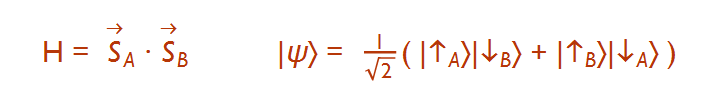 H = S⃗_A · S⃗_B |ψ⟩ = 1/√2 ( |↑_A⟩|↓_B⟩ + |↑_B⟩|↓_A⟩ )